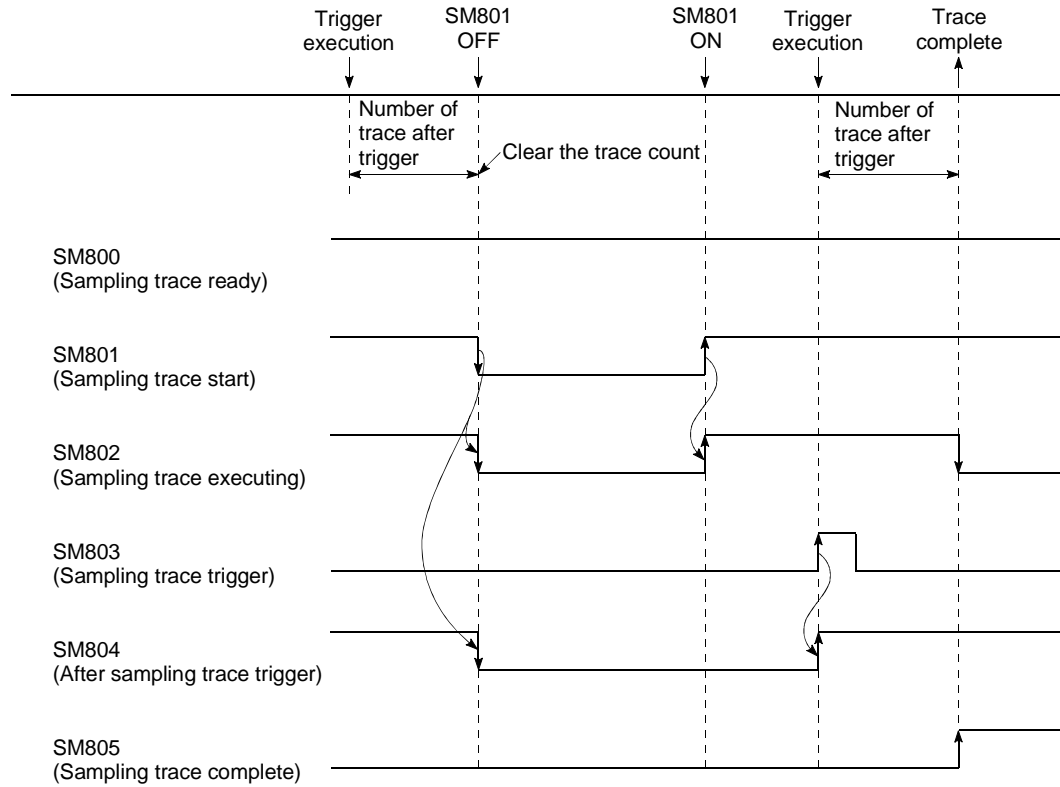 Trigger
execution
SM801
OFF
SM801
ON
Trigger
execution
Trace
complete
Number of
trace after
trigger
Clear the trace count
Number of
trace after
trigger
SM800
(Sampling trace ready)
SM801
(Sampling trace start)
SM802
(Sampling trace executing)
SM803
(Sampling trace trigger)
SM804
(After sampling trace trigger)
SM805
(Sampling trace complete)